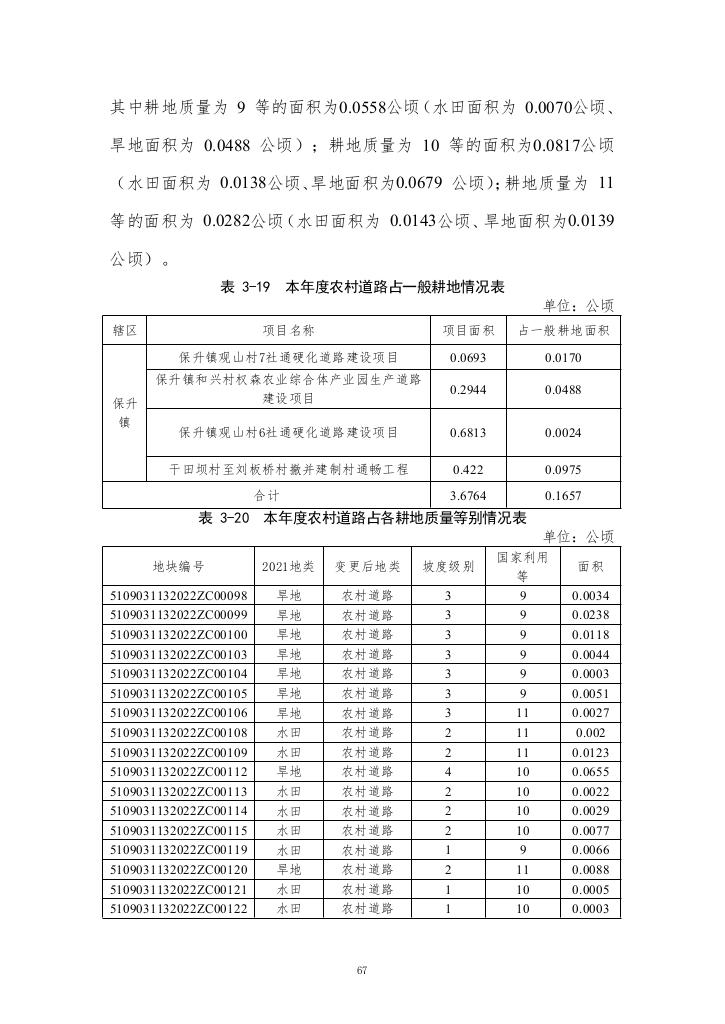 其中耕地质量为 9 等的面积为0.0558公顷（水田面积为 0.0070公顷、
旱地面积为 0.0488 公顷）；耕地质量为 10 等的面积为0.0817公顷
（水田面积为 0.0138公顷、旱地面积为0.0679 公顷）；耕地质量为 11
等的面积为 0.0282公顷（水田面积为 0.0143公顷、旱地面积为0.0139
公顷）。
表 3-19 本年度农村道路占一般耕地情况表
单位：公顷
辖区 项目名称 项目面积 占一般耕地面积
保升镇观山村7社通硬化道路建设项目 0.0693 0.0170
保升镇和兴村权森农业综合体产业园生产道路
建设项目 0.2944 0.0488
保升
镇
保升镇观山村6社通硬化道路建设项目 0.6813 0.0024
干田坝村至刘板桥村撤并建制村通畅工程 0.422 0.0975
合计 3.6764 0.1657
表 3-20 本年度农村道路占各耕地质量等别情况表
单位：公顷
地块编号 2021地类 变更后地类 坡度级别 国家利用
等 面积
5109031132022ZC00098 旱地 农村道路 3 9 0.0034
5109031132022ZC00099 旱地 农村道路 3 9 0.0238
5109031132022ZC00100 旱地 农村道路 3 9 0.0118
5109031132022ZC00103 旱地 农村道路 3 9 0.0044
5109031132022ZC00104 旱地 农村道路 3 9 0.0003
5109031132022ZC00105 旱地 农村道路 3 9 0.0051
5109031132022ZC00106 旱地 农村道路 3 11 0.0027
5109031132022ZC00108 水田 农村道路 2 11 0.002
5109031132022ZC00109 水田 农村道路 2 11 0.0123
5109031132022ZC00112 旱地 农村道路 4 10 0.0655
5109031132022ZC00113 水田 农村道路 2 10 0.0022
5109031132022ZC00114 水田 农村道路 2 10 0.0029
5109031132022ZC00115 水田 农村道路 2 10 0.0077
5109031132022ZC00119 水田 农村道路 1 9 0.0066
5109031132022ZC00120 旱地 农村道路 2 11 0.0088
5109031132022ZC00121 水田 农村道路 1 10 0.0005
5109031132022ZC00122 水田 农村道路 1 10 0.0003
67